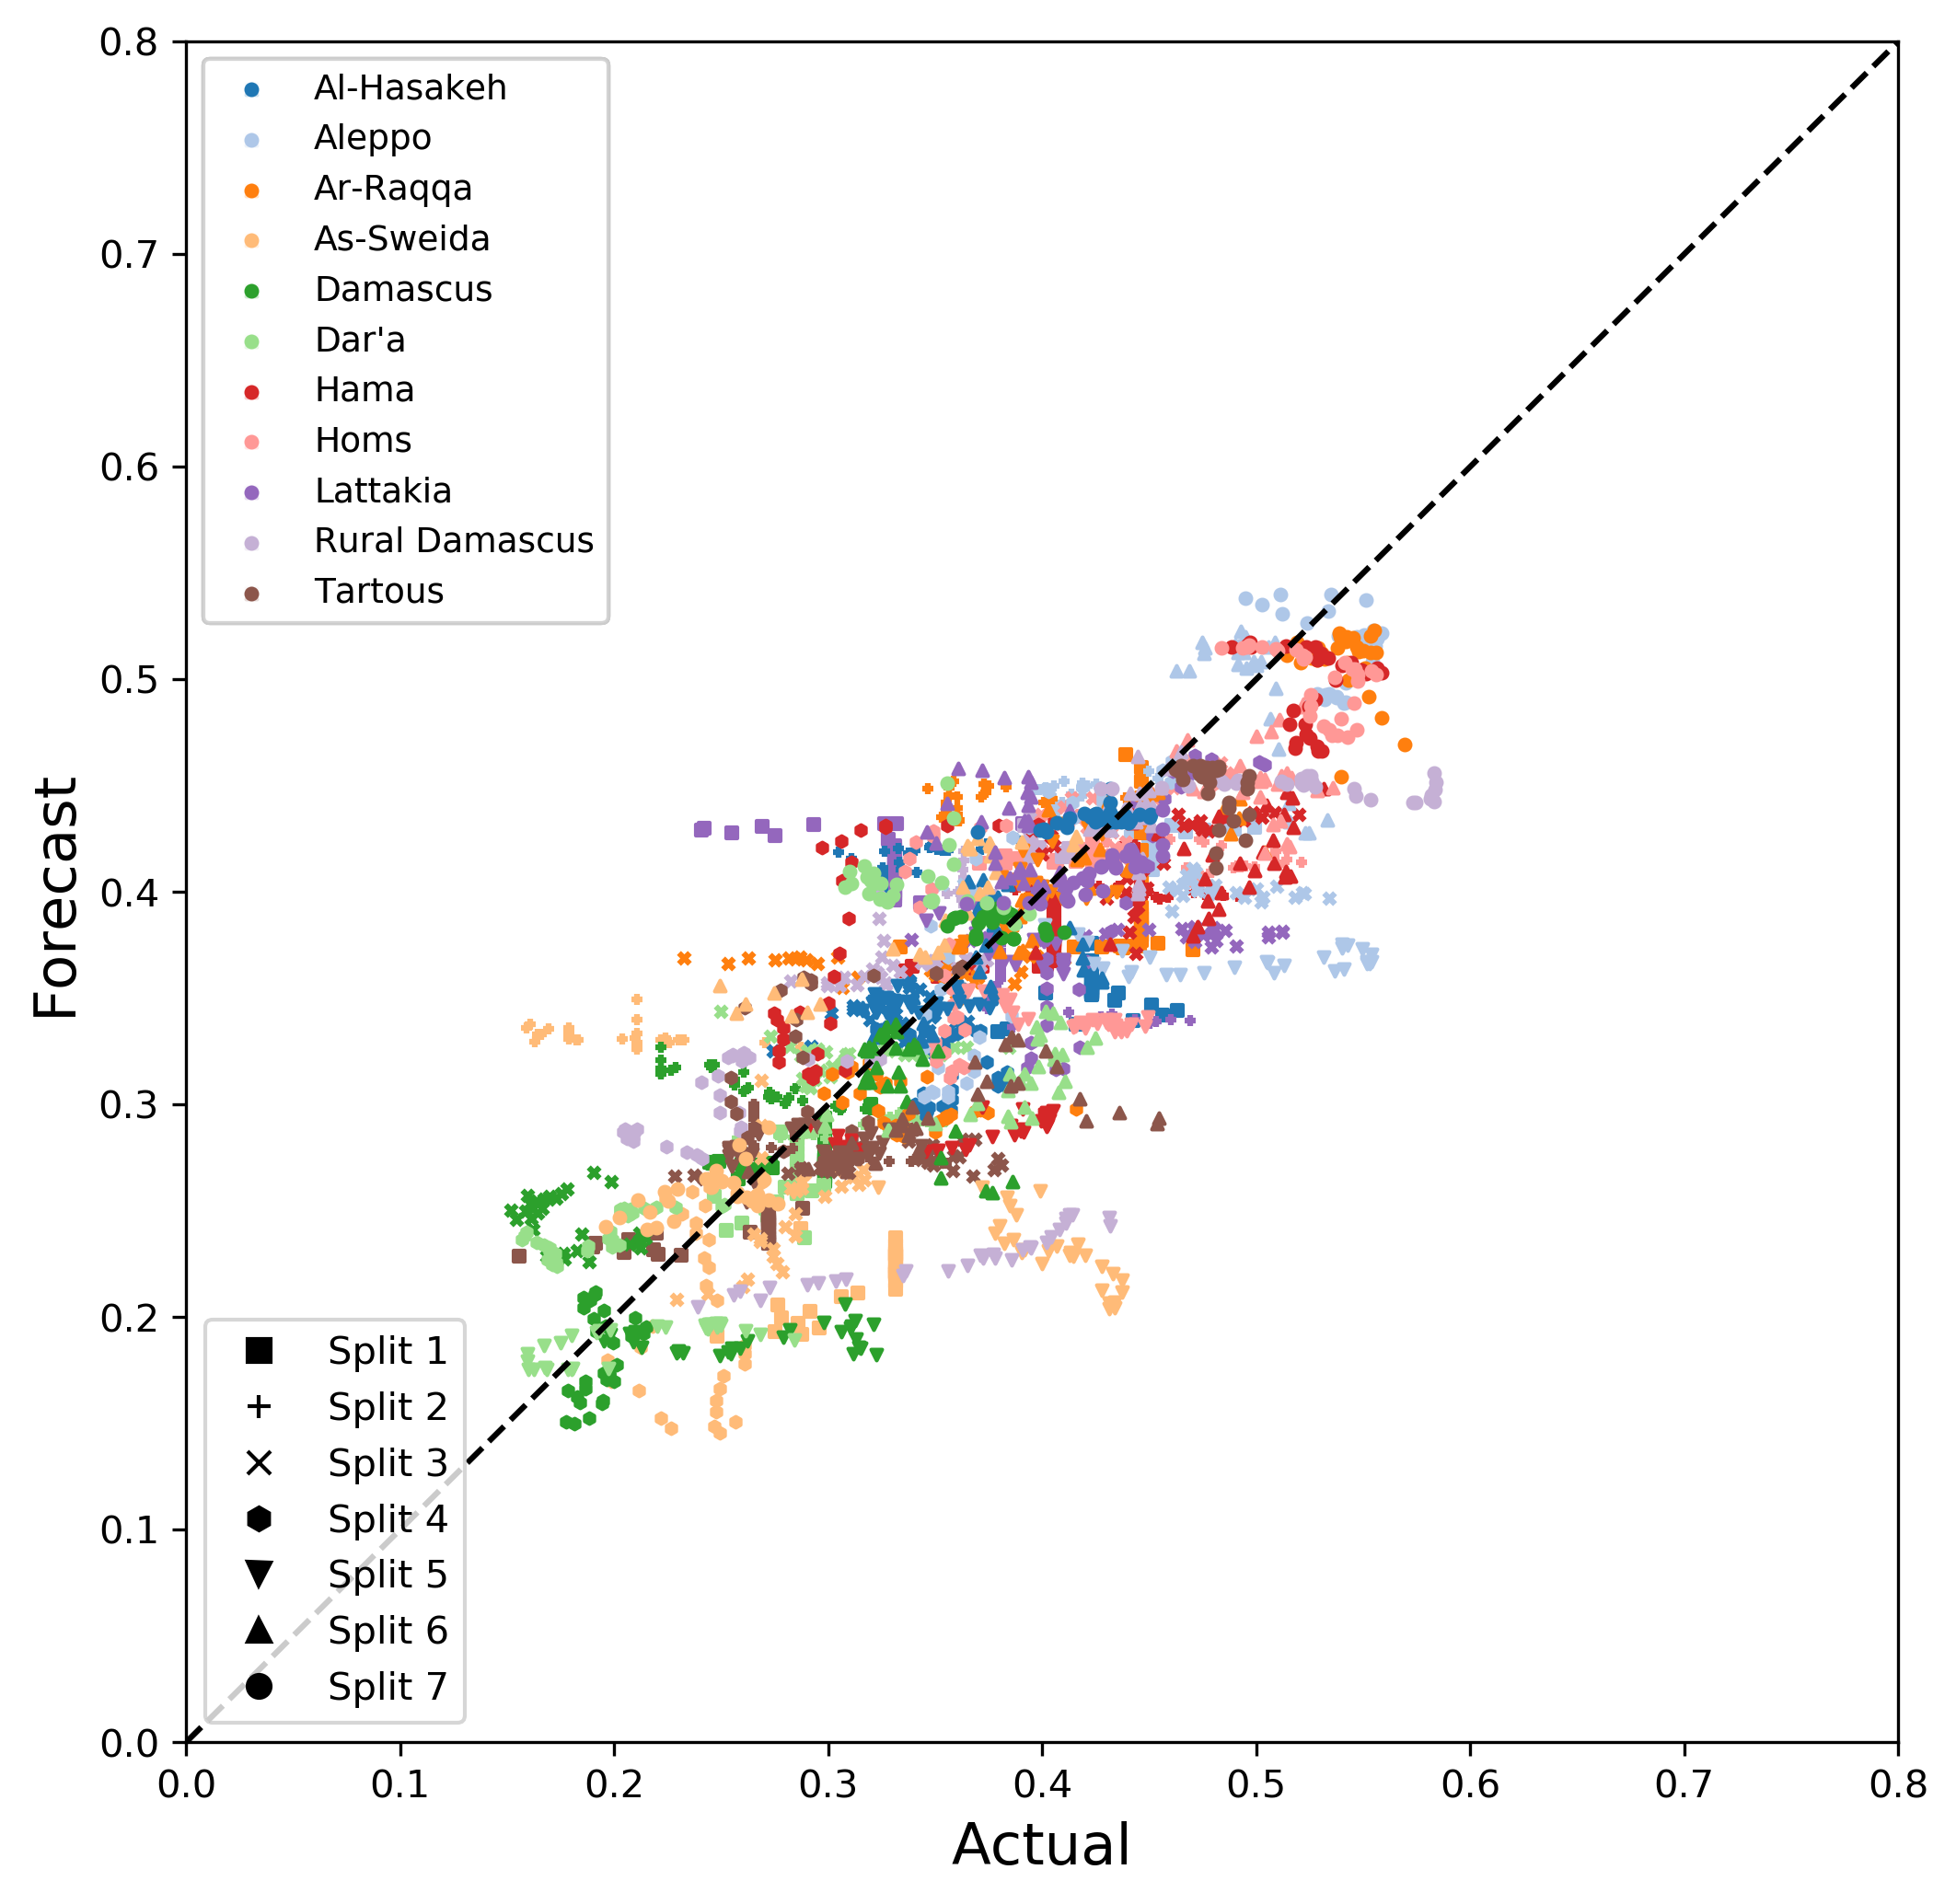 0.8
0.7
0.6
0.5
0.4
0.3
0.2
0.1
0.0
Forecast
Al-Hasakeh
Aleppo
Ar-Raqqa
As-Sweida
Damascus
Dar'a
Hama
Homs
Lattakia
Rural Damascus
Tartous
Split 1
Split 2
Split 3
Split 4
Split 5
Split 6
Split 7
0.0 0.1 0.2 0.3 0.4 0.5 0.6 0.7 0.8
Actual